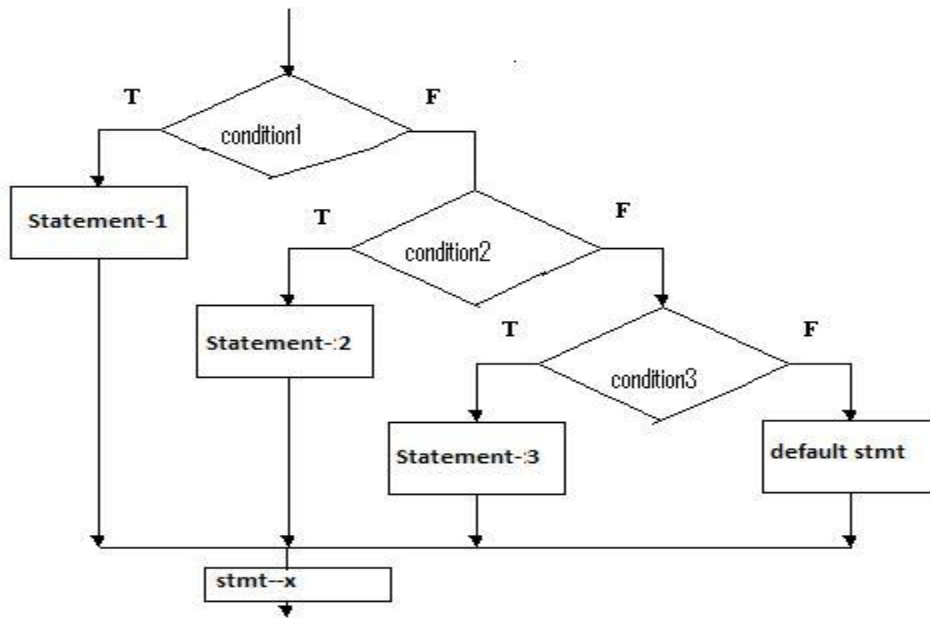 T
F
condition1
Statement-1
T
F
condition2
Statement-:2
T
F
condition3
Statement-:3
default stmt
stmt--x